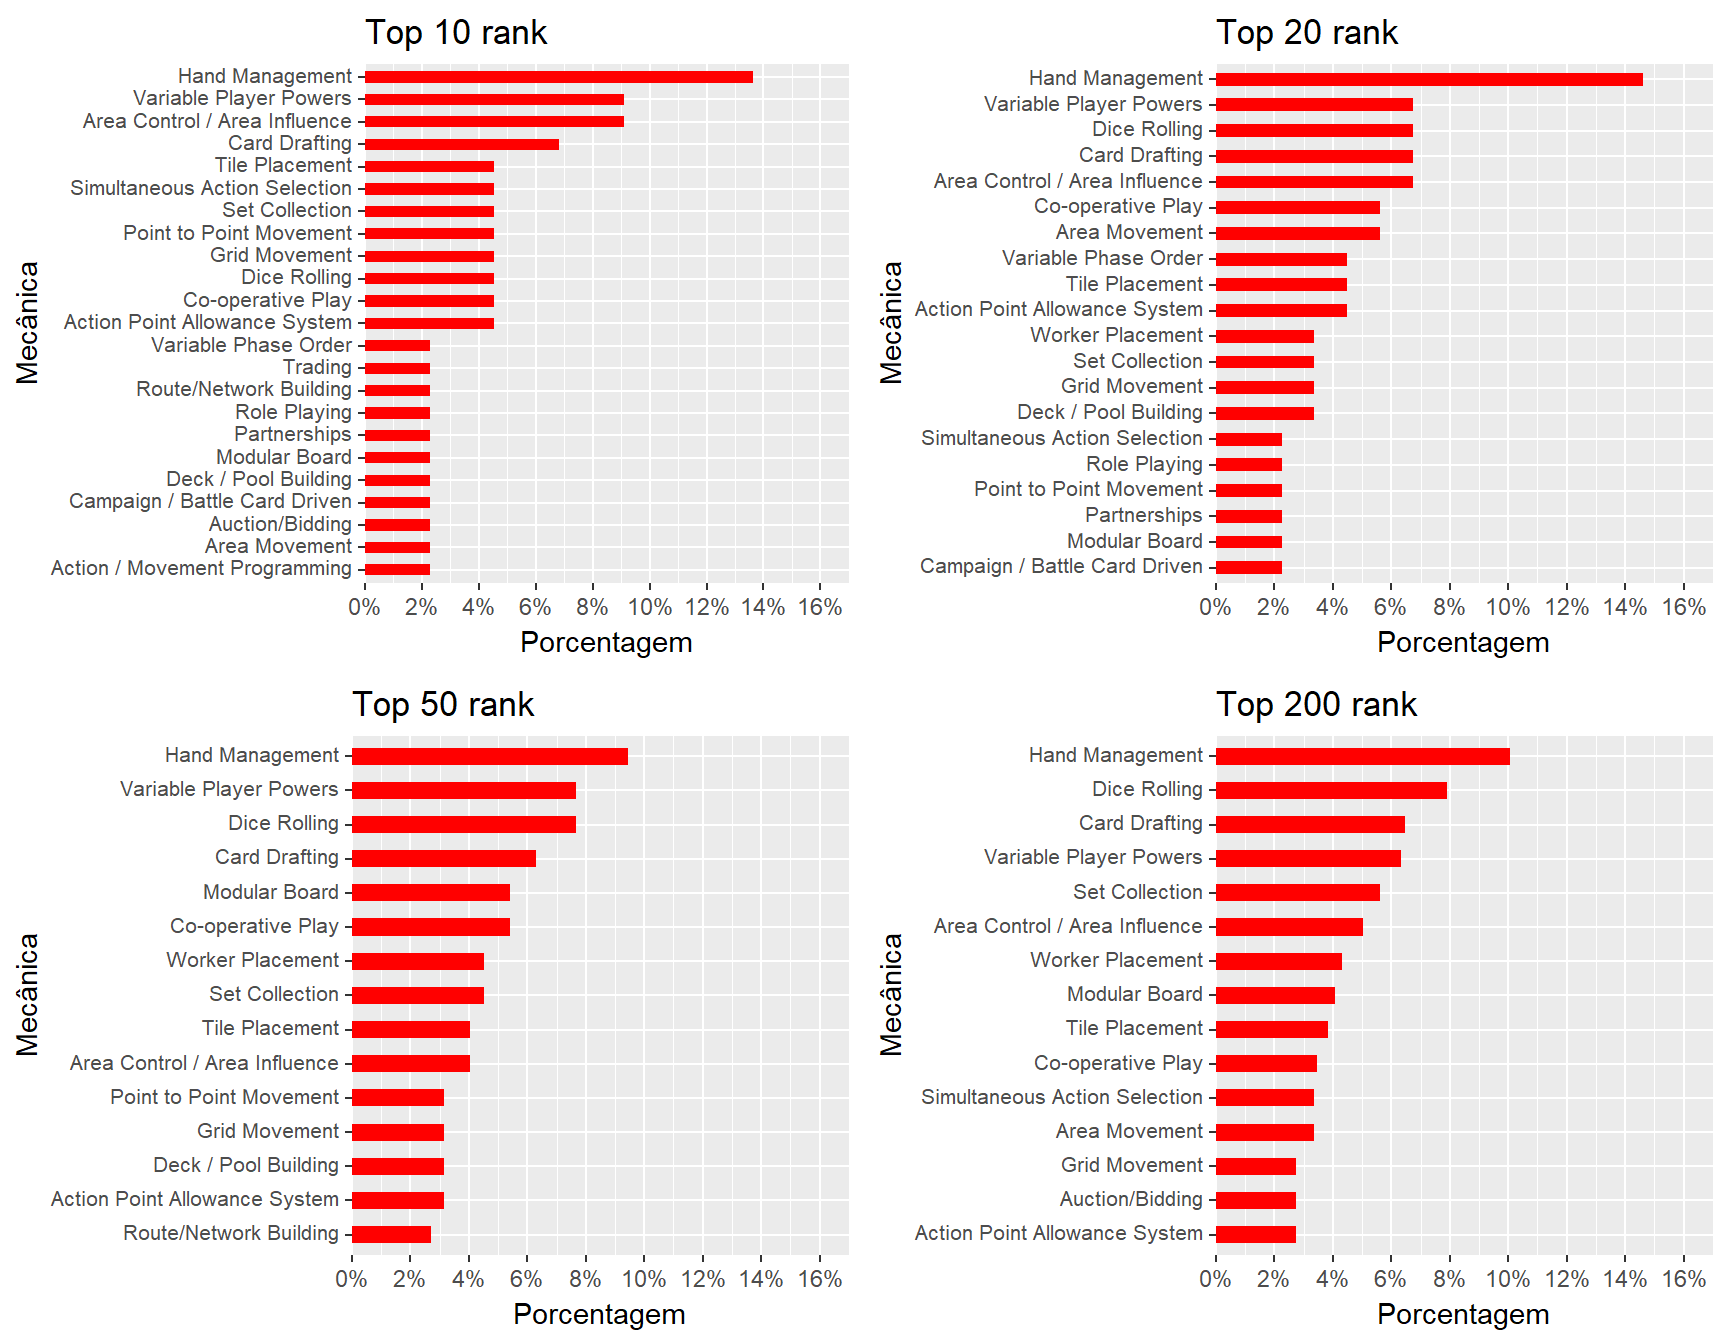 Top 10 rank
Mecânica
Hand Management
Variable Player Powers
Area Control / Area Influence
Card Drafting
Tile Placement
Simultaneous Action Selection
Set Collection
Point to Point Movement
Grid Movement
Dice Rolling
Co-operative Play
Action Point Allowance System
Variable Phase Order
Trading
Route/Network Building
Role Playing
Partnerships
Modular Board
Deck / Pool Building
Campaign / Battle Card Driven
Auction/Bidding
Area Movement
Action / Movement Programming
0% 2% 4% 6% 8% 10% 12% 14% 16%
Porcentagem
Top 20 rank
Mecânica
Hand Management
Variable Player Powers
Dice Rolling
Card Drafting
Area Control / Area Influence
Co-operative Play
Area Movement
Variable Phase Order
Tile Placement
Action Point Allowance System
Worker Placement
Set Collection
Grid Movement
Deck / Pool Building
Simultaneous Action Selection
Role Playing
Point to Point Movement
Partnerships
Modular Board
Campaign / Battle Card Driven
0% 2% 4% 6% 8% 10% 12% 14% 16%
Porcentagem
Top 50 rank
Mecânica
Hand Management
Variable Player Powers
Dice Rolling
Card Drafting
Modular Board
Co-operative Play
Worker Placement
Set Collection
Tile Placement
Area Control / Area Influence
Point to Point Movement
Grid Movement
Deck / Pool Building
Action Point Allowance System
Route/Network Building
0% 2% 4% 6% 8% 10% 12% 14% 16%
Porcentagem
Top 200 rank
Mecânica
Hand Management
Dice Rolling
Card Drafting
Variable Player Powers
Set Collection
Area Control / Area Influence
Worker Placement
Modular Board
Tile Placement
Co-operative Play
Simultaneous Action Selection
Area Movement
Grid Movement
Auction/Bidding
Action Point Allowance System
0% 2% 4% 6% 8% 10% 12% 14% 16%
Porcentagem